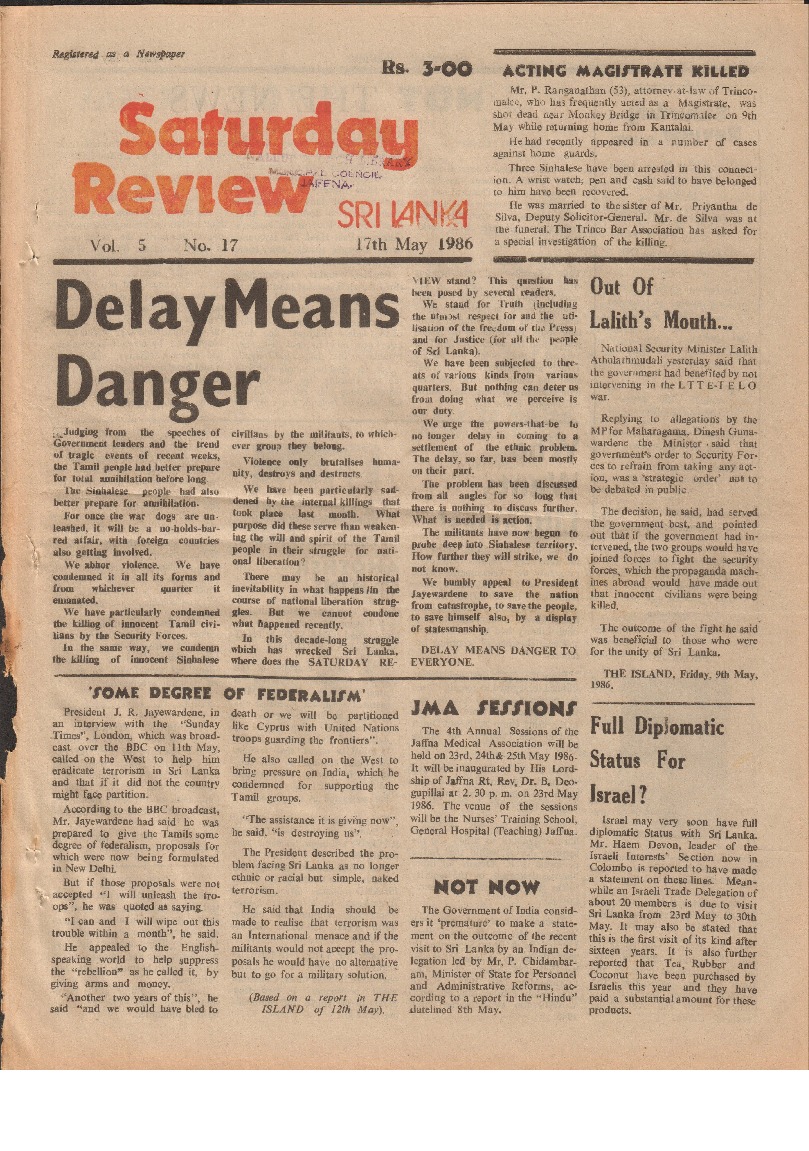 Registered as a Newspaper
Rs. 3-00
Saturday
Review
SRI LANKA
MUNICIPAL COUNCIL
JAFFNA.
Vol. 5 No. 17 17th May 1986
ACTING MAGISTRATE KILLED
Mr. P. Ranganathan (53), attorney-at-law of Trinco-
malee, who has frequently acted as a Magistrate, was
shot dead near Monkey Bridge in Trincomalee on 9th
May while returning home from Kantalai.
He had recently appeared in a number of cases
against home guards.
Three Sinhalese have been arrested in this connect-
ion. A wrist watch, pen and cash said to have belonged
to him have been recovered.
He was married to the sister of Mr. Priyantha de
Silva, Deputy Solicitor-General. Mr. de Silva was at
the funeral. The Trinco Bar Association has asked for
a special investigation of the killing.
Delay Means
Danger
Judging from the speeches of
Government leaders and the trend
of tragic events of recent weeks,
the Tamil people had better prepare
for total annihilation before long.
The Sinhalese people had also
better prepare for annihilation.
For once the war dogs are un-
leashed, it will be a no-holds-bar-
red affair, with foreign countries
also getting involved.
We abhor violence. We have
condemned it in all its forms and
from whichever quarter it
emanated.
We have particularly condemned
the killing of innocent Tamil civi-
lians by the Security Forces.
In the same way, we condemn
the killing of innocent Sinhalese
civilians by the militants, to which-
ever group they belong.
Violence only brutalises huma-
nity, destroys and destructs.
We have been particularly sad-
dened by the internal killings that
took place last month. What
purpose did these serve than weaken-
ing the will and spirit of the Tamil
people in their struggle for nati-
onal liberation?
There may be an historical
inevitability in what happens in the
course of national liberation strug-
gles. But we cannot condone
what happened recently.
In this decade-long struggle
which has wrecked Sri Lanka,
where does the SATURDAY RE-
VIEW stand? This question has
been posed by several readers.
We stand for Truth (including
the utmost respect for and the uti-
lisation of the freedom of the Press)
and for Justice (for all the people
of Sri Lanka).
We have been subjected to thre-
ats of various kinds from various
quarters. But nothing can deter us
from doing what we perceive is
our duty.
We urge the powers-that-be to
no longer delay in coming to a
settlement of the ethnic problem.
The delay, so far, has been mostly
on their part.
The problem has been discussed
from all angles for so long that
there is nothing to discuss further.
What is needed is action.
The militants have now begun to
probe deep into Sinhalese territory.
How further they will strike, we do
not know.
We humbly appeal to President
Jayewardene to save the nation
from catastrophe, to save the people,
to save himself also, by a display
of statesmanship.
DELAY MEANS DANGER TO
EVERYONE.
Out Of
Lalith's Mouth...
National Security Minister Lalith
Athulathmudali yesterday said that
the government had benefited by not
intervening in the LTTE-TELO
war.
Replying to allegations by the
MP for Maharagama, Dinesh Guna-
wardene the Minister said that
government's order to Security For-
ces to refrain from taking any act-
ion, was a 'strategic order' not to
be debated in public
The decision, he said, had served
the government best, and pointed
out that if the government had in-
tervened, the two groups would have
joined forces to fight the security
forces, which the propaganda mach-
ines abroad would have made out
that innocent civilians were being
killed.
The outcome of the fight he said
was beneficial to those who were
for the unity of Sri Lanka.
THE ISLAND, Friday, 9th May,
1986.
'SOME DEGREE OF FEDERALISM'
President J. R. Jayewardene, in
an interview with the "Sunday
Times", London, which was broad-
cast over the BBC on 11th May,
called on the West to help him
eradicate terrorism in Sri Lanka
and that if it did not the country
might face partition.
According to the BBC broadcast,
Mr. Jayewardene had said he was
prepared to give the Tamils some
degree of federalism, proposals for
which were now being formulated
in New Delhi.
But if those proposals were not
accepted "I will unleash the tro-
ops", he was quoted as saying.
"I can and I will wipe out this
trouble within a month", he said.
He appealed to the English-
speaking world to help suppress
the "rebellion" as he called it, by
giving arms and money.
"Another two years of this", he
said "and we would have bled to
death or we will be partitioned
like Cyprus with United Nations
troops guarding the frontiers".
He also called on the West to
bring pressure on India, which he
condemned for supporting the
Tamil groups.
"The assistance it is giving now",
he said, "is destroying us".
The President described the pro-
blem facing Sri Lanka as no longer
ethnic or racial but simple, naked
terrorism.
He said that India should be
made to realise that terrorism was
an International menace and if the
militants would not accept the pro-
posals he would have no alternative
but to go for a military solution.
(Based on a report in THE
ISLAND of 12th May).
JMA SESSIONS
The 4th Annual Sessions of the
Jaffna Medical Association will be
held on 23rd, 24th & 25th May 1986-
It will be inaugurated by His Lord-
ship of Jaffna Rt. Rev. Dr. B. Deo-
gupillai at 2. 30 p. m. on 23rd May
1986. The venue of the sessions
will be the Nurses' Training School,
General Hospital (Teaching) Jaffna.
NOT NOW
The Government of India consid-
ers it 'premature' to make a state-
ment on the outcome of the recent
visit to Sri Lanka by an Indian de-
legation led by Mr. P. Chidambar-
am, Minister of State for Personnel
and Administrative Reforms, ac-
cording to a report in the "Hindu"
datelined 8th May.
Full Diplomatic
Status For
Israel?
Israel may very soon have full
diplomatic Status with Sri Lanka.
Mr. Haem Devon, leader of the
Israeli Interests' Section now in
Colombo is reported to have made
a statement on these lines. Mean-
while an Israeli Trade Delegation of
about 20 members is due to visit
Sri Lanka from 23rd May to 30th
May. It may also be stated that
this is the first visit of its kind after
sixteen years. It is also further
reported that Tea, Rubber and
Coconut have been purchased by
Israelis this year and they have
paid a substantial amount for these
products.